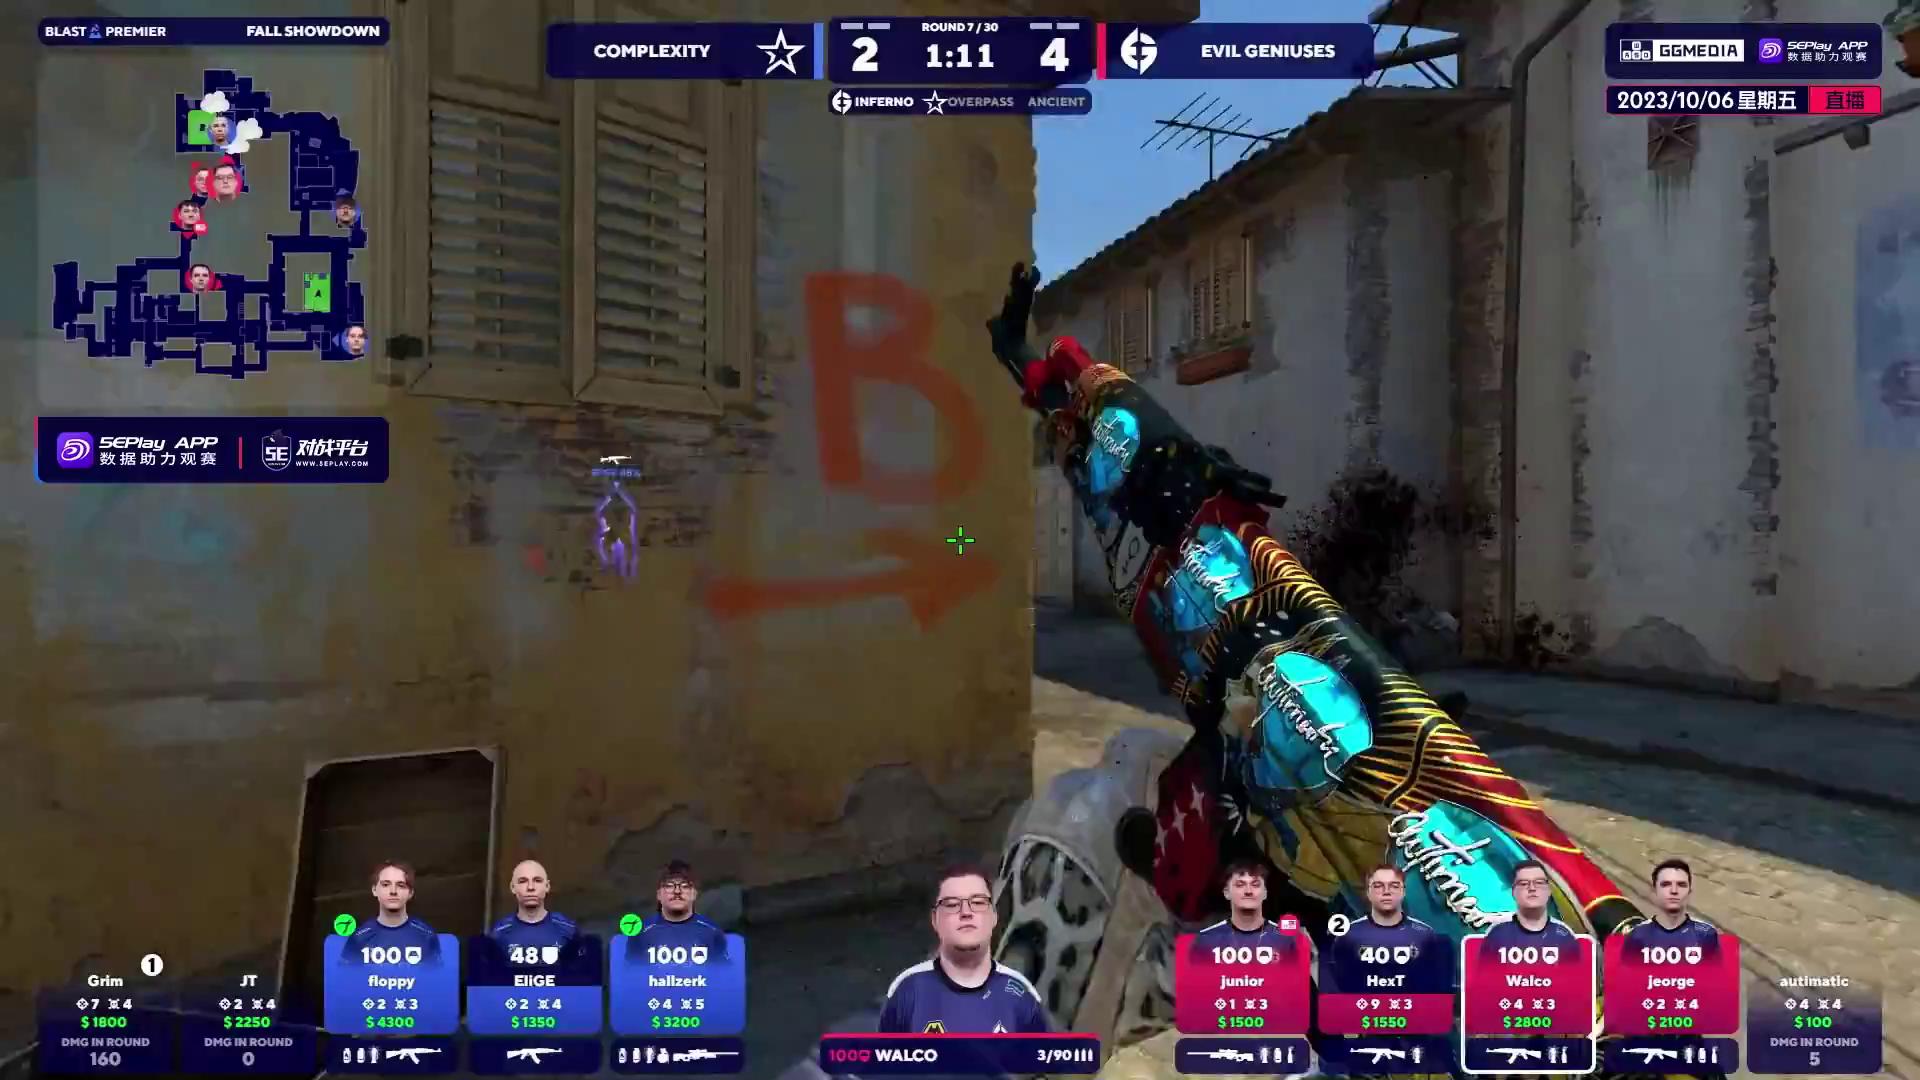 BLAST PREMIER FALL SHOWDOWN
COMPLEXITY
2
ROUND 7 / 30
1:11
4
EVIL GENIUSES
INFERNO OVERPASS ANCIENT
GGMEDIA
5EPlay APP
数据助力观赛
2023/10/06 星期五 直播
A
5EPlay APP
数据助力观赛
5E 对战平台
WWW.5EPLAY.COM
B
Grim 1
7 4
$1800
DMG IN ROUND
160
JT
2 4
$2250
DMG IN ROUND
0
100
floppy
2 3
$4300
48
EliGE
2 4
$1350
100
hallzerk
4 5
$3200
100 WALCO 3/90
100
junior
1 3
$1500
2
40
HexT
9 3
$1550
100
Walco
4 3
$2800
100
jeorge
2 4
$2100
autimatic
4 4
$100
DMG IN ROUND
5
autimatic
autimatic